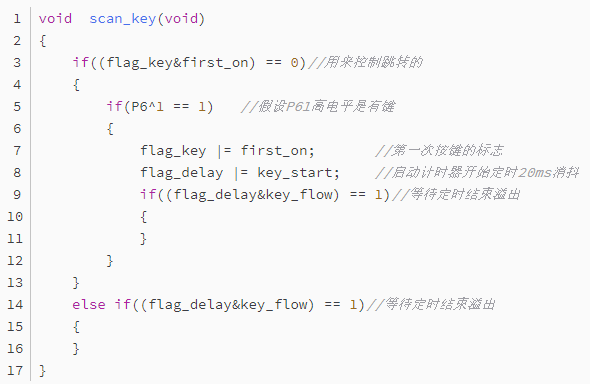 1 void  scan_key(void)
2 {
3     if((flag_key&first_on) == 0)//用来控制跳转的
4     {
5         if(P6^1 == 1)   //假设P61高电平是有键
6         {
7             flag_key |= first_on;       //第一次按键的标志
8             flag_delay |= key_start;    //启动计时器开始定时20ms消抖
9             if((flag_delay&key_flow) == 1)//等待定时结束溢出
10             {
11             }
12         }
13     }
14     else if((flag_delay&key_flow) == 1)//等待定时结束溢出
15     {
16     }
17 }